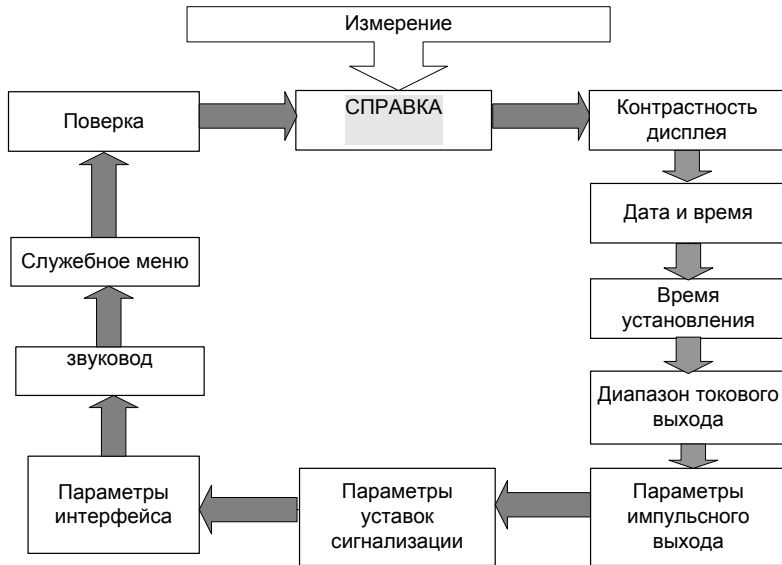 Измерение
СПРАВКА
Контрастность
дисплея
Поверка
Дата и время
Служебное меню
Время
установления
звуковод
Диапазон токового
выхода
Параметры
интерфейса
Параметры
уставок
сигнализации
Параметры
импульсного
выхода